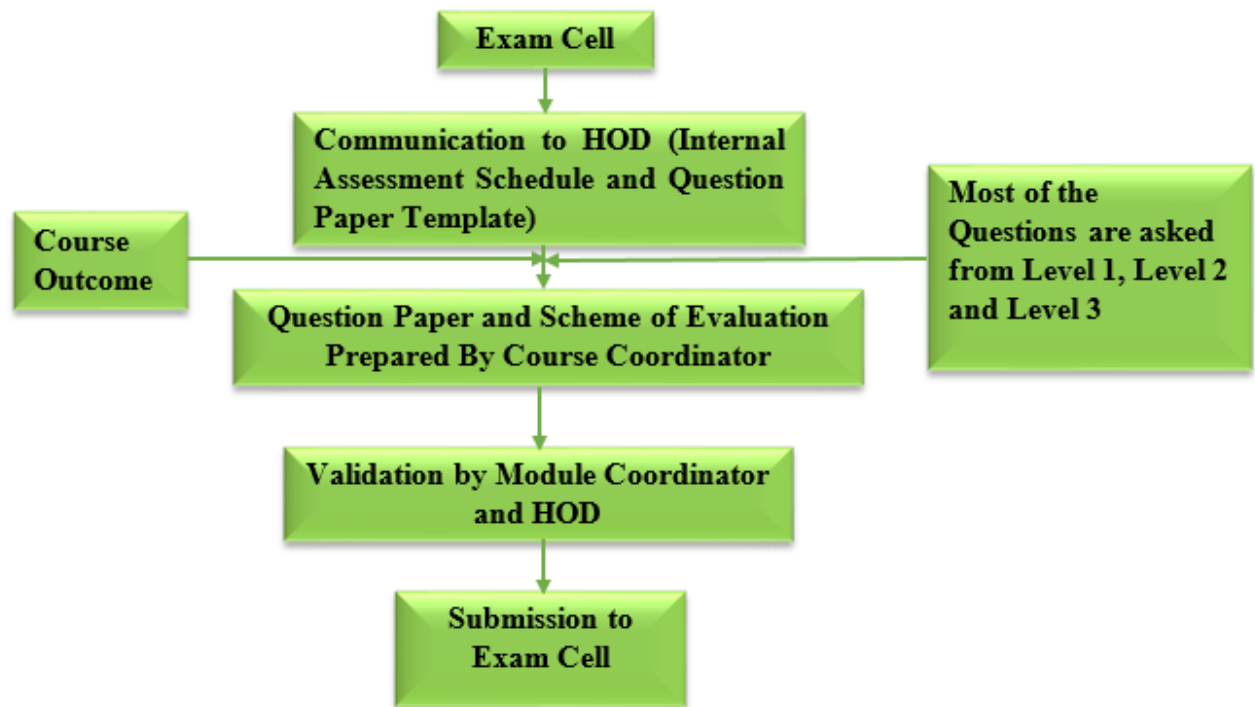 Exam Cell
Communication to HOD (Internal
Assessment Schedule and Question
Paper Template)
Course
Outcome
Most of the
Questions are asked
from Level 1, Level 2
and Level 3
Question Paper and Scheme of Evaluation
Prepared By Course Coordinator
Validation by Module Coordinator
and HOD
Submission to
Exam Cell